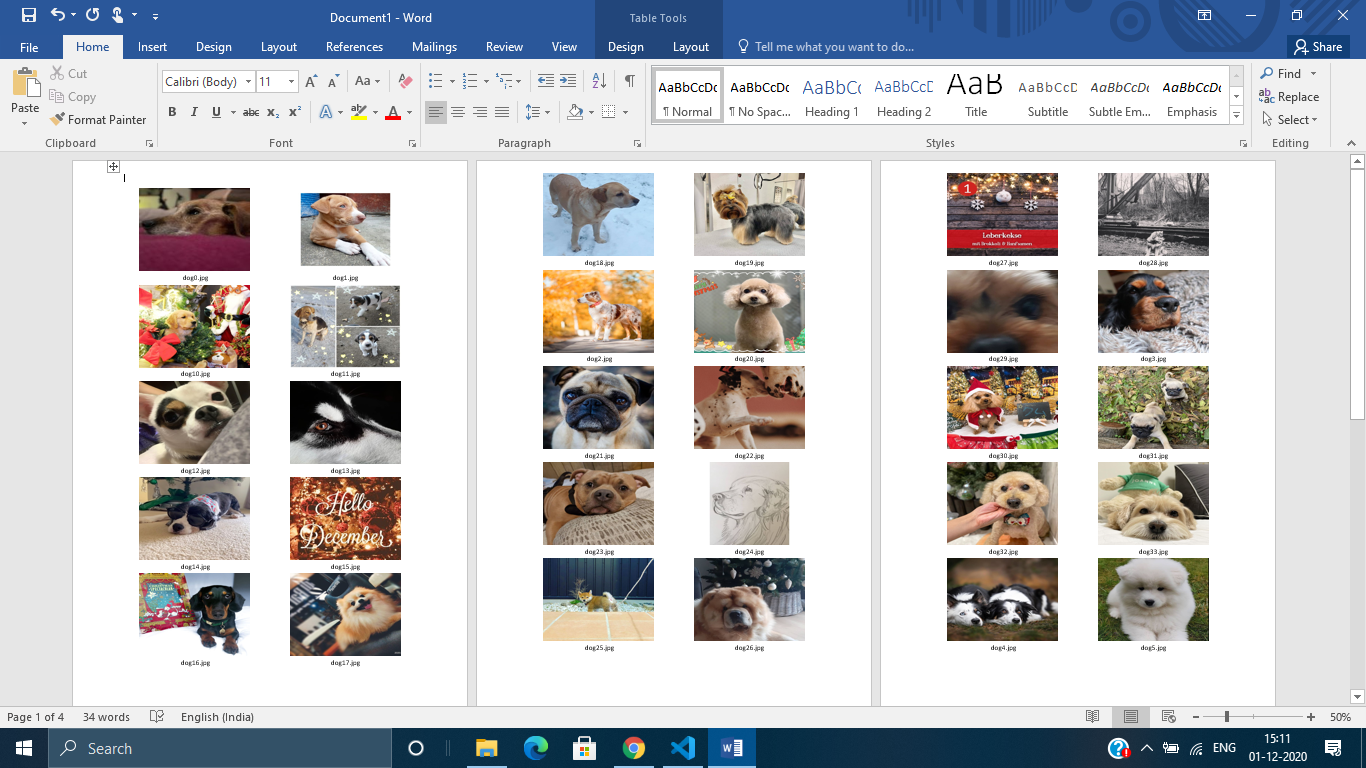 Document1 - Word
Table Tools
File
Home
Insert
Design
Layout
References
Mailings
Review
View
Design
Layout
Tell me what you want to do...
Share
Paste
Cut
Copy
Format Painter
Clipboard
Calibri (Body)
11
Font
Paragraph
AaBbCcDc
¶ Normal
AaBbCcDc
¶ No Spac...
AaBbCc
Heading 1
AaBbCcD
Heading 2
AaB
Title
AaBbCcD
Subtitle
AaBbCcDc
Subtle Em...
AaBbCcDc
Emphasis
Styles
Find
Replace
Select
Editing
dog0.jpg
dog1.jpg
dog10.jpg
dog11.jpg
dog12.jpg
dog13.jpg
Hello
December
dog14.jpg
dog15.jpg
dog16.jpg
dog17.jpg
dog18.jpg
dog19.jpg
dog2.jpg
dog20.jpg
dog21.jpg
dog22.jpg
dog23.jpg
dog24.jpg
dog25.jpg
dog26.jpg
1
Leberkekse
mit Brokkoli & Hanfsamen
dog27.jpg
dog28.jpg
dog29.jpg
dog3.jpg
dog30.jpg
dog31.jpg
dog32.jpg
dog33.jpg
dog4.jpg
dog5.jpg
Page 1 of 4
34 words
English (India)
50%
Search
ENG
15:11
01-12-2020